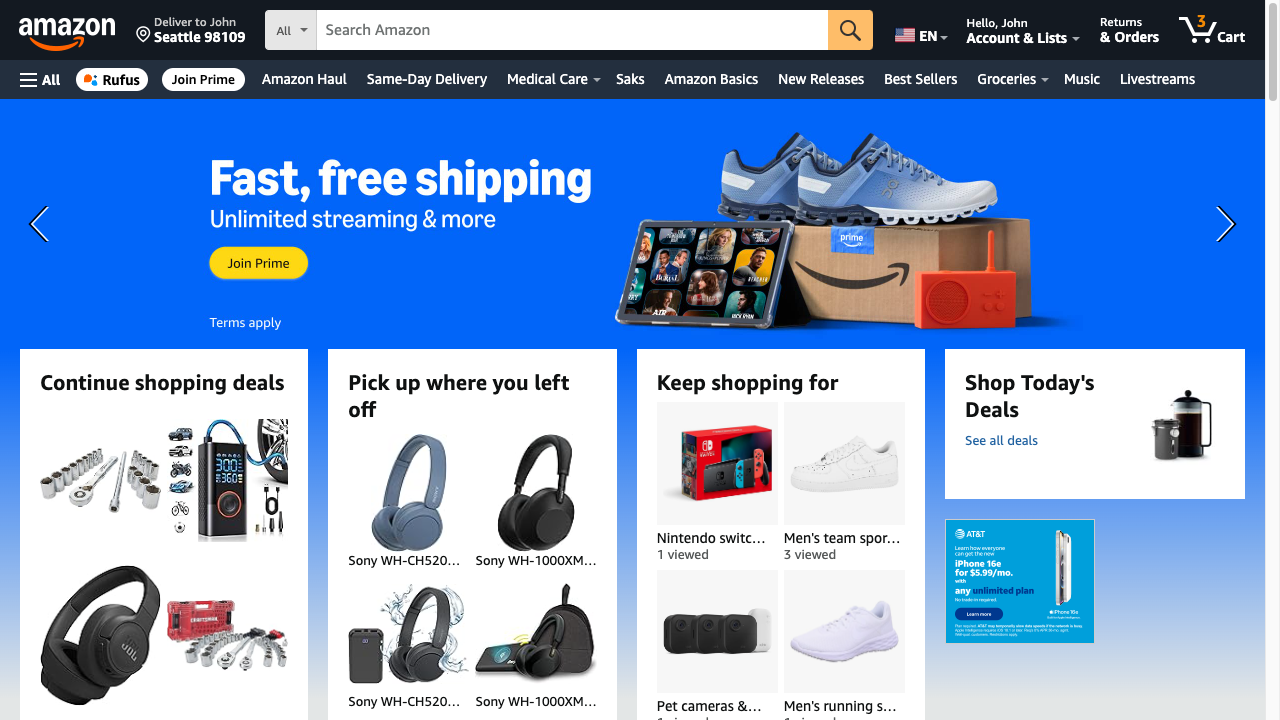 amazon
Deliver to John
Seattle 98109
All
Search Amazon
EN
Hello, John
Account & Lists
Returns
& Orders
3
Cart
All
Rufus
Join Prime
Amazon Haul
Same-Day Delivery
Medical Care
Saks
Amazon Basics
New Releases
Best Sellers
Groceries
Music
Livestreams
Fast, free shipping
Unlimited streaming & more
Join Prime
Terms apply
prime
Continue shopping deals
30.0
36.0
JBL
Pick up where you left
off
Sony WH-CH520...
Sony WH-1000XM...
Sony WH-CH520...
Sony WH-1000XM...
Keep shopping for
Nintendo switc...
1 viewed
Men's team spor...
3 viewed
Pet cameras &...
Men's running s...
Shop Today's
Deals
See all deals
AT&T
Learn how everyone
can get the new
iPhone 16e
for $5.99/mo.
with
any unlimited plan
No trade-in required.
Learn more
iPhone 16e